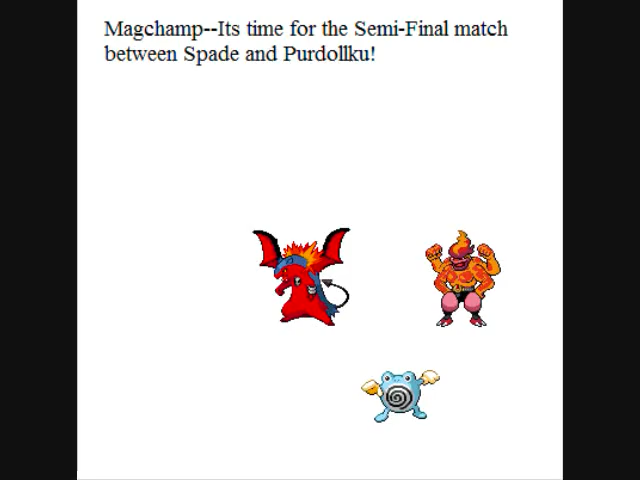 Magchamp--Its time for the Semi-Final match
between Spade and Purdollku!